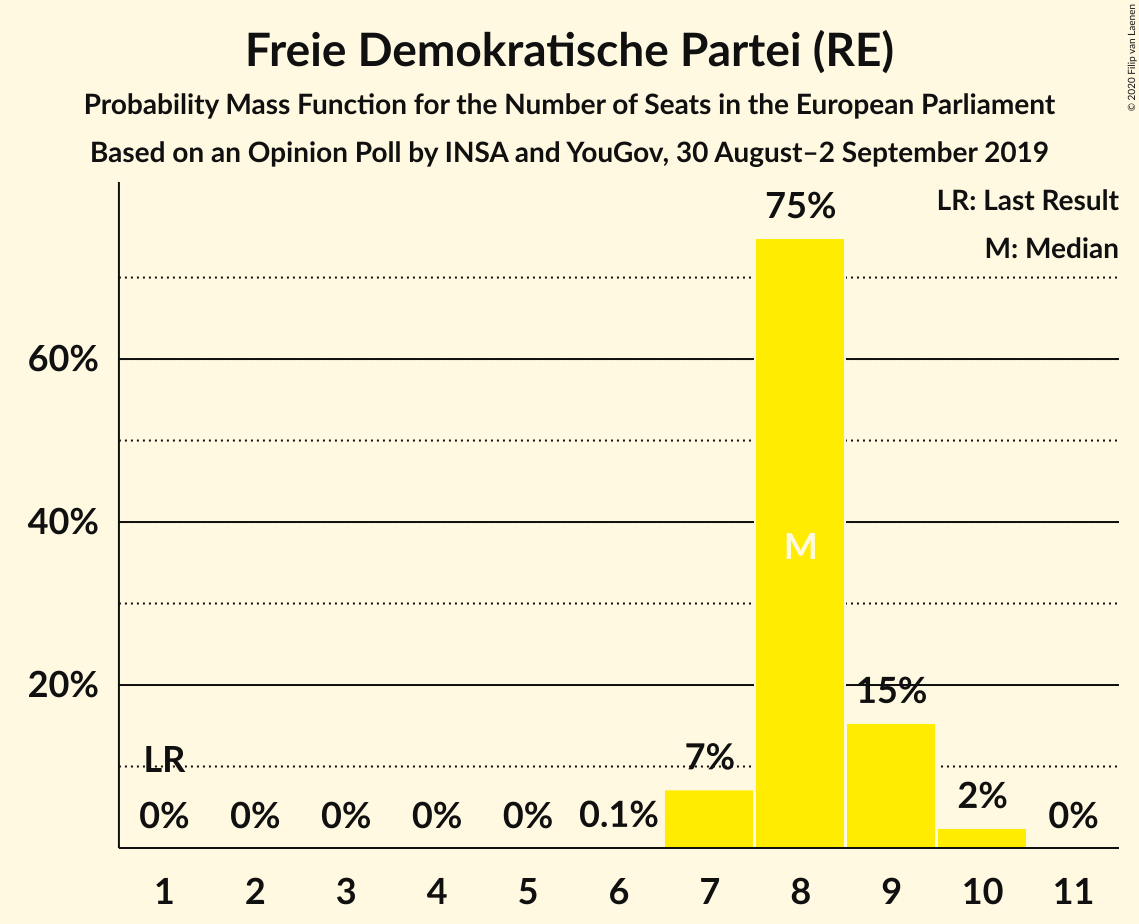 Freie Demokratische Partei (RE)
Probability Mass Function for the Number of Seats in the European Parliament
Based on an Opinion Poll by INSA and YouGov, 30 August–2 September 2019
© 2020 Filip van Laenen
LR: Last Result
M: Median
75%
60%
40%
M
20%
15%
LR
7%
0%
0%
0%
0%
0%
0.1%
2%
0%
1 2 3 4 5 6 7 8 9 10 11